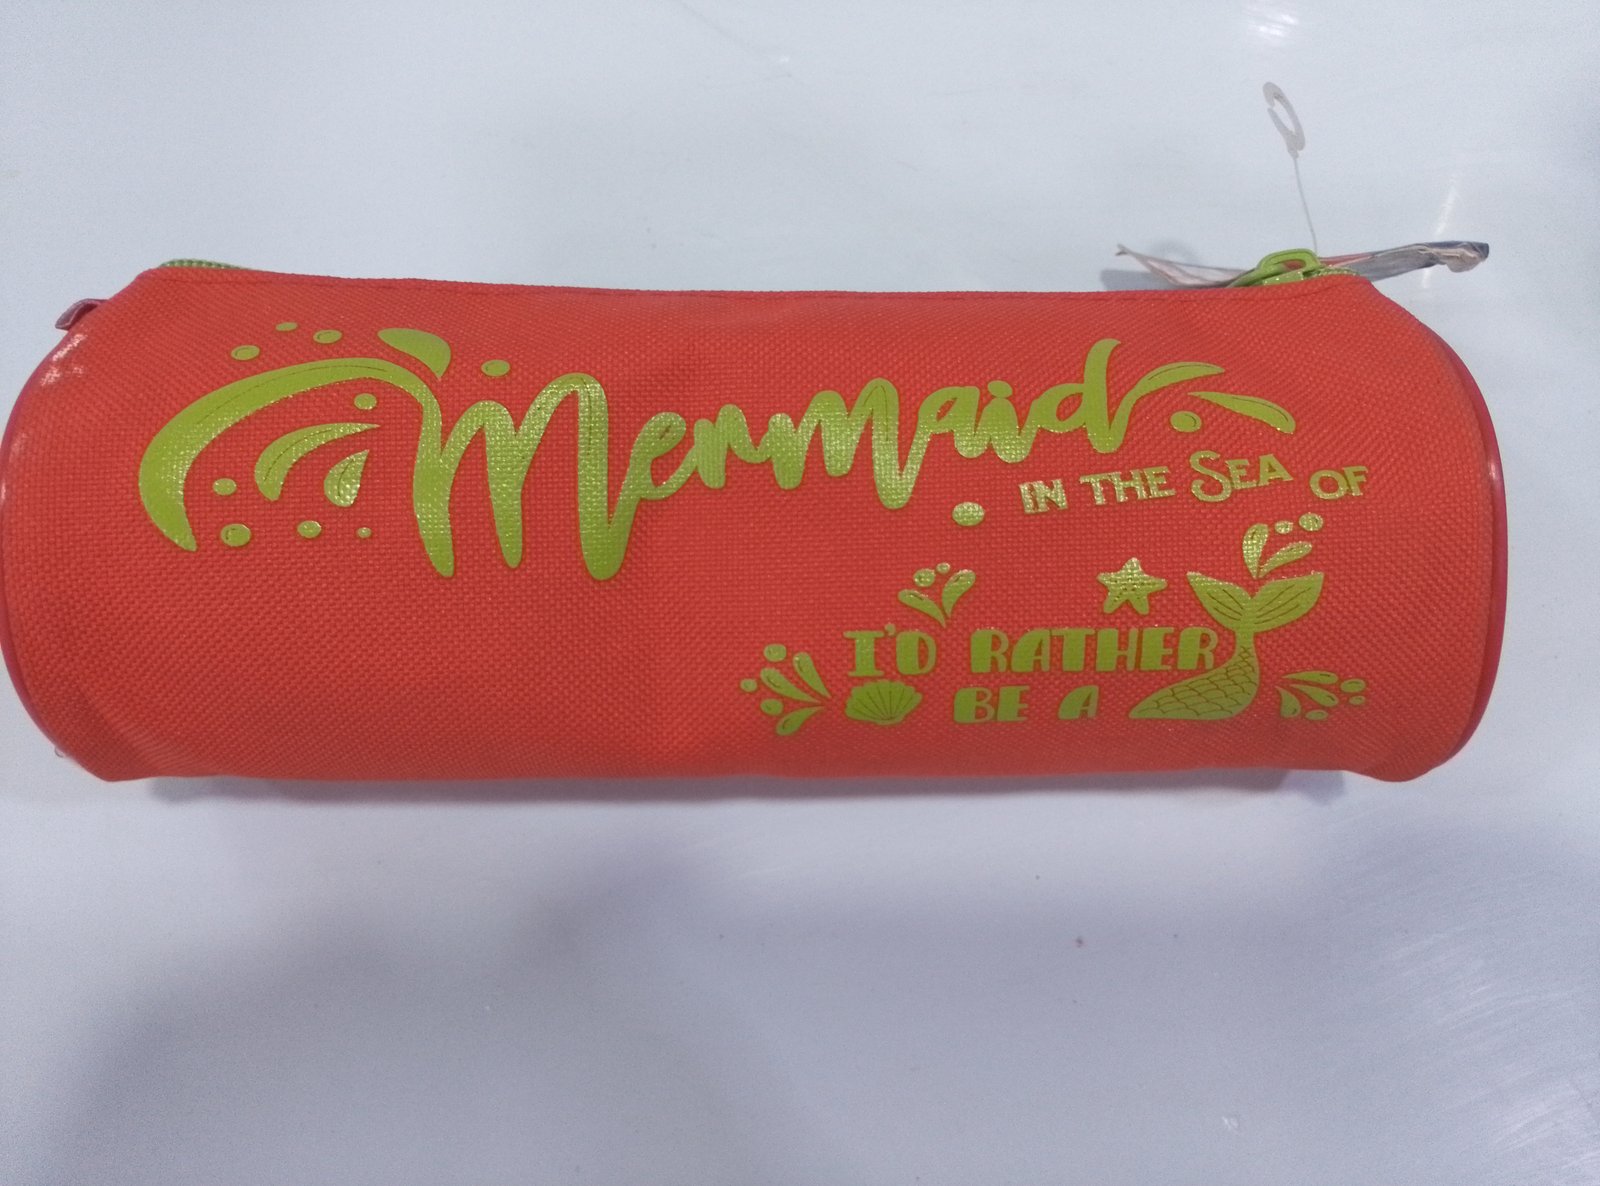 Mermaid
IN THE SEA OF
I'D RATHER
BE A